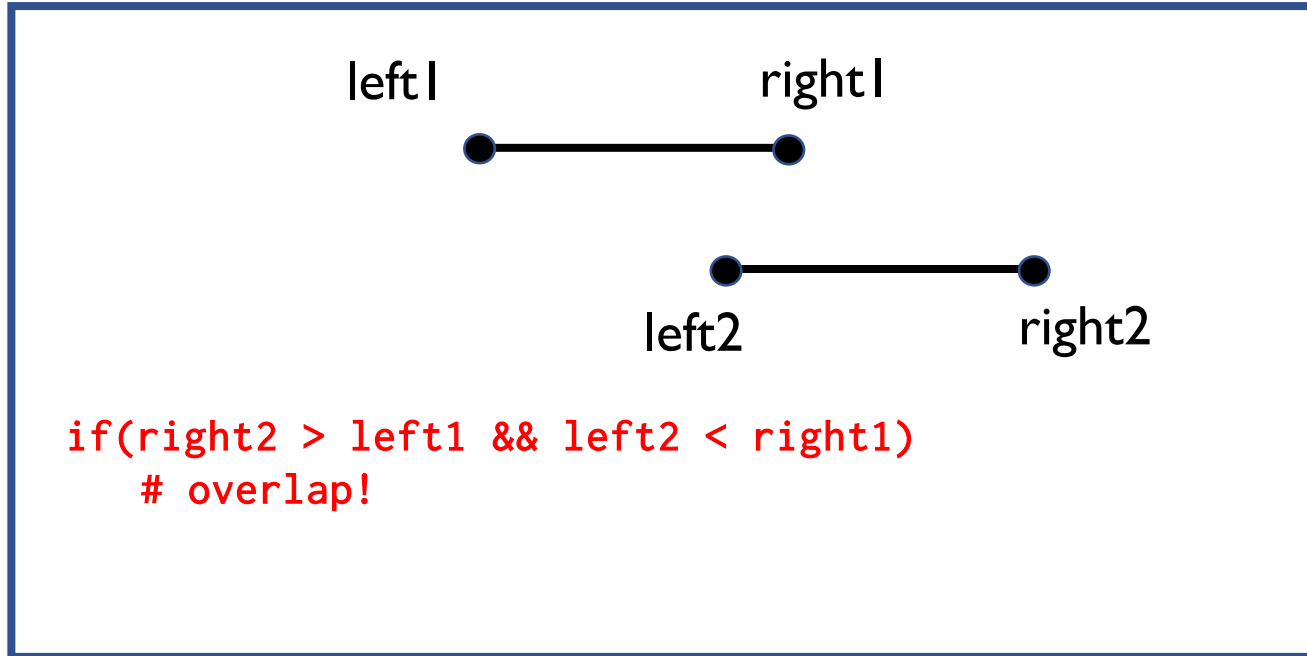 left1
right1
left2
right2
if(right2 > left1 && left2 < right1)
# overlap!